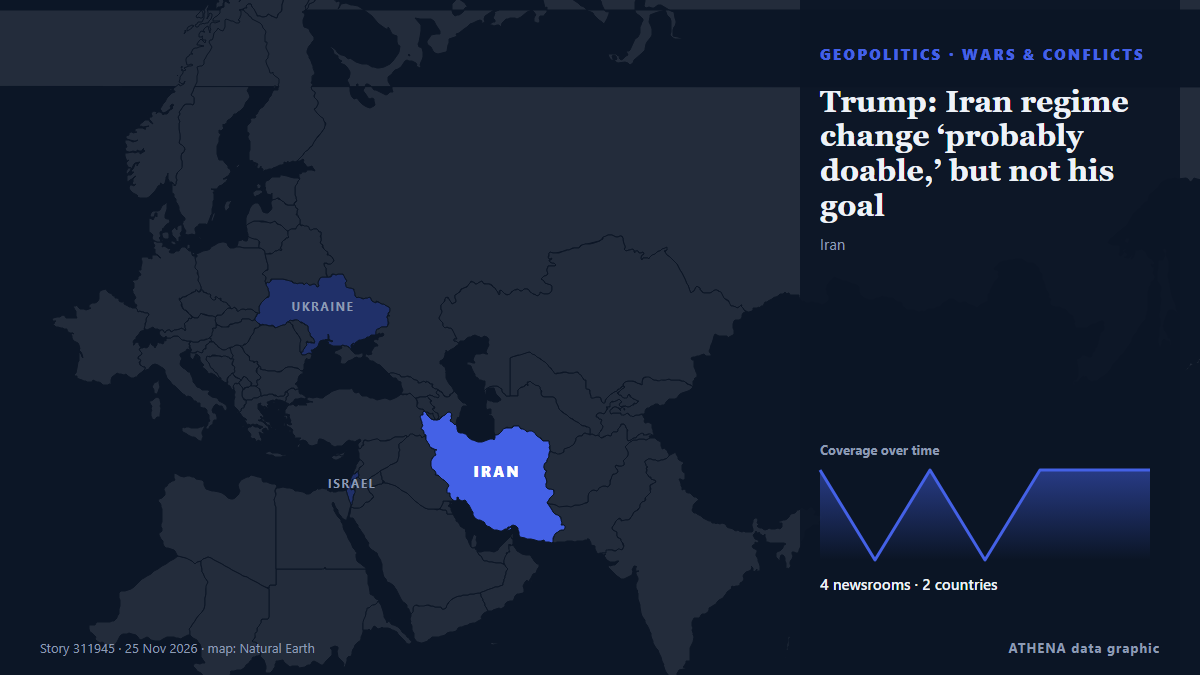 GEOPOLITICS · WARS & CONFLICTS
Trump: Iran regime
change ‘probably
doable,’ but not his
goal
Iran
UKRAINE
ISRAEL
IRAN
Coverage over time
4 newsrooms · 2 countries
Story 311945 · 25 Nov 2026 · map: Natural Earth
ATHENA data graphic